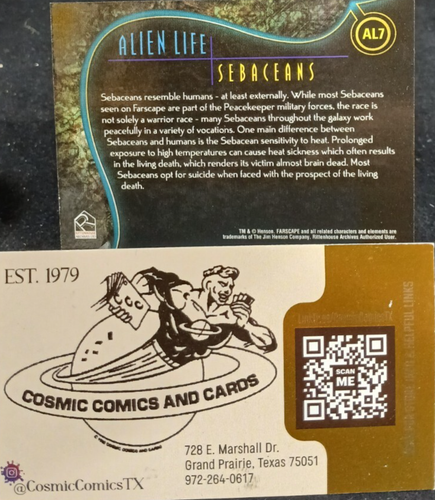 ALIEN LIFE
AL7
SEBACEANS
Sebaceans resemble humans - at least externally. While most Sebaceans
seen on Farscape are part of the Peacekeeper military forces, the race is
not solely a warrior race - many Sebaceans throughout the galaxy work
peacefully in a variety of vocations. One main difference between
Sebaceans and humans is the Sebacean sensitivity to heat. Prolonged
exposure to high temperatures can cause heat sickness which often results
in the living death, which renders its victim almost brain dead. Most
Sebaceans opt for suicide when faced with the prospect of the living
death.
TM & © Henson. FARSCAPE and all related characters and elements are
trademarks of The Jim Henson Company. Rittenhouse Archives Authorized User.
EST. 1979
COSMIC COMICS AND CARDS
SCAN
ME
& HELPFUL LINKS
728 E. Marshall Dr.
Grand Prairie, Texas 75051
972-264-0617
@CosmicComicsTX